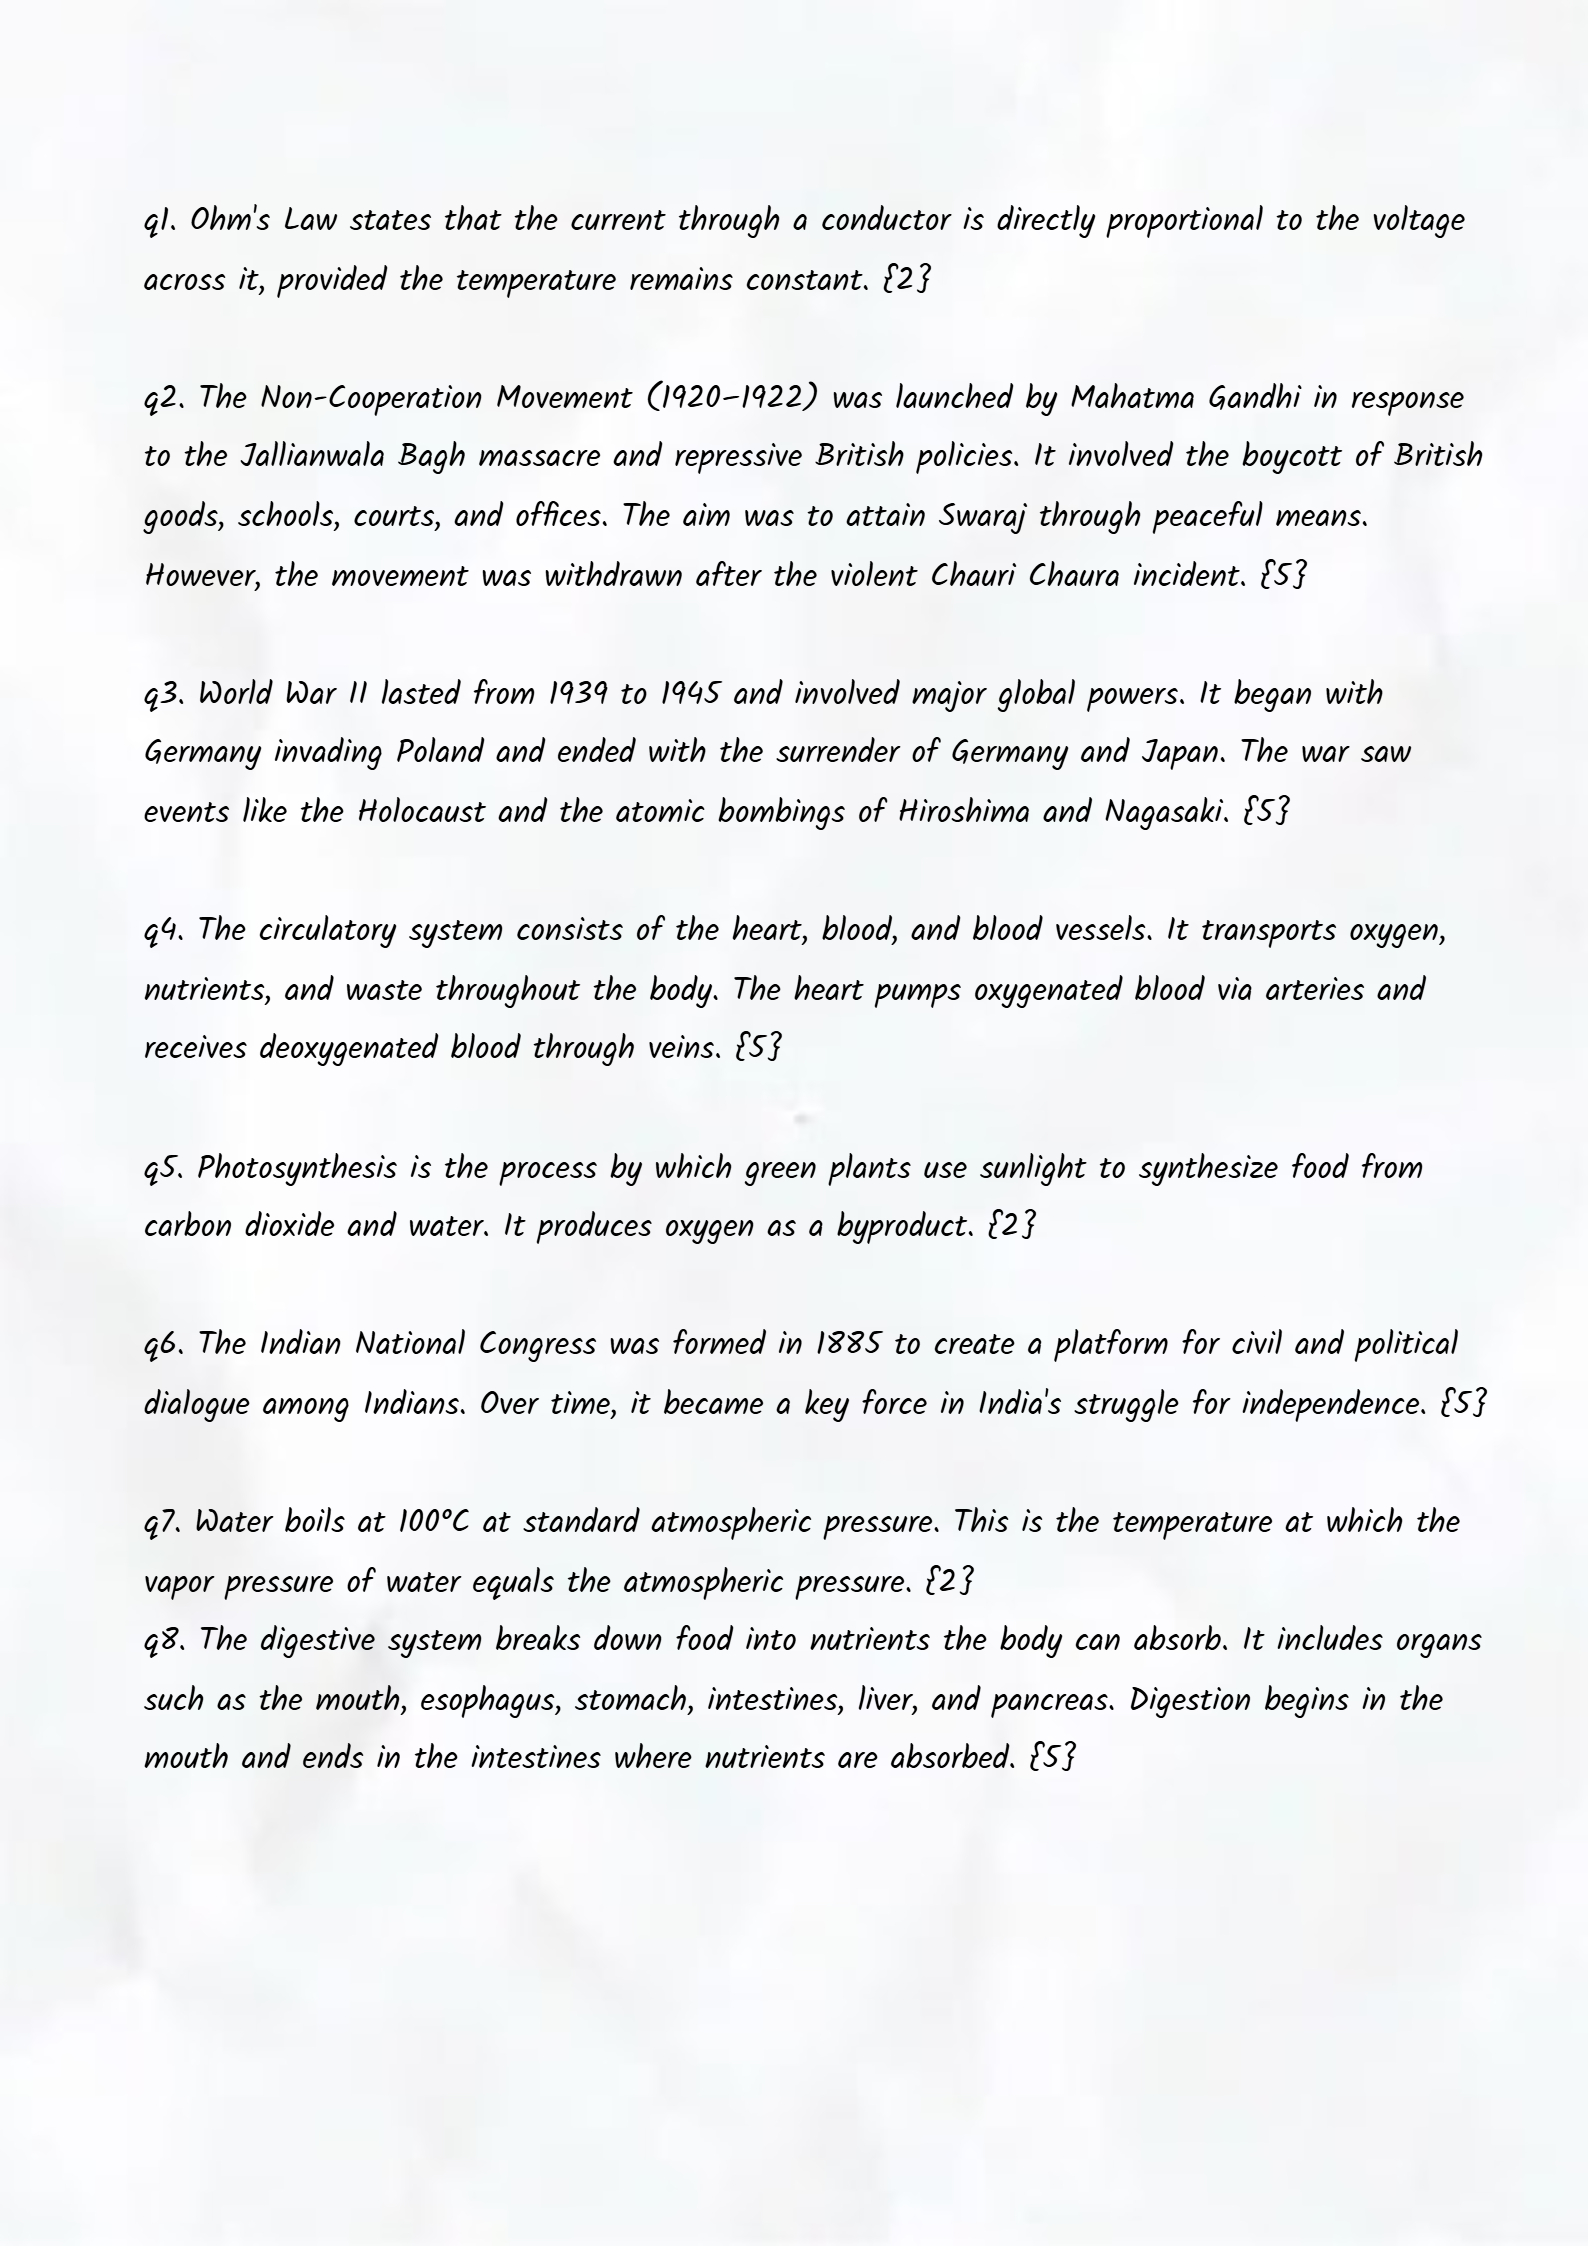 q1. Ohm's Law states that the current through a conductor is directly proportional to the voltage
across it, provided the temperature remains constant. {2}
q2. The Non-Cooperation Movement (1920–1922) was launched by Mahatma Gandhi in response
to the Jallianwala Bagh massacre and repressive British policies. It involved the boycott of British
goods, schools, courts, and offices. The aim was to attain Swaraj through peaceful means.
However, the movement was withdrawn after the violent Chauri Chaura incident. {5}
q3. World War II lasted from 1939 to 1945 and involved major global powers. It began with
Germany invading Poland and ended with the surrender of Germany and Japan. The war saw
events like the Holocaust and the atomic bombings of Hiroshima and Nagasaki. {5}
q4. The circulatory system consists of the heart, blood, and blood vessels. It transports oxygen,
nutrients, and waste throughout the body. The heart pumps oxygenated blood via arteries and
receives deoxygenated blood through veins. {5}
q5. Photosynthesis is the process by which green plants use sunlight to synthesize food from
carbon dioxide and water. It produces oxygen as a byproduct. {2}
q6. The Indian National Congress was formed in 1885 to create a platform for civil and political
dialogue among Indians. Over time, it became a key force in India's struggle for independence. {5}
q7. Water boils at 100°C at standard atmospheric pressure. This is the temperature at which the
vapor pressure of water equals the atmospheric pressure. {2}
q8. The digestive system breaks down food into nutrients the body can absorb. It includes organs
such as the mouth, esophagus, stomach, intestines, liver, and pancreas. Digestion begins in the
mouth and ends in the intestines where nutrients are absorbed. {5}